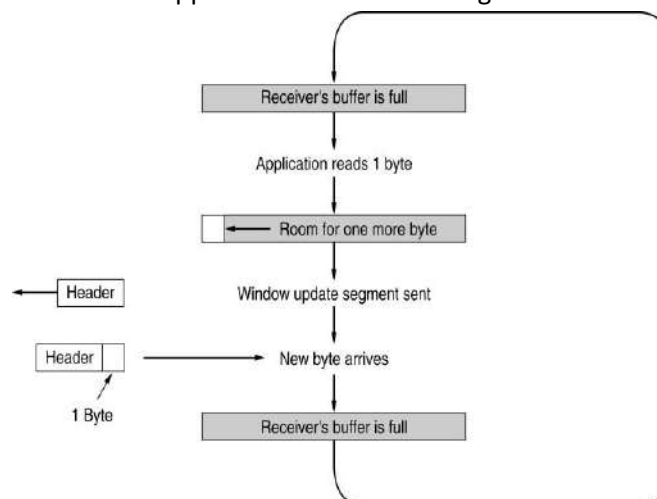 Receiver's buffer is full
Application reads 1 byte
Room for one more byte
Header
Window update segment sent
Header
New byte arrives
1 Byte
Receiver's buffer is full